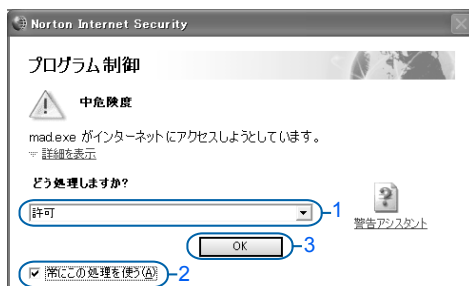 Norton Internet Security
プログラム制御
中危険度
mad.exe がインターネットにアクセスしようとしています。
詳細を表示
どう処理しますか?
許可
1
警告アシスタント
OK
3
常にこの処理を使う(A)
2